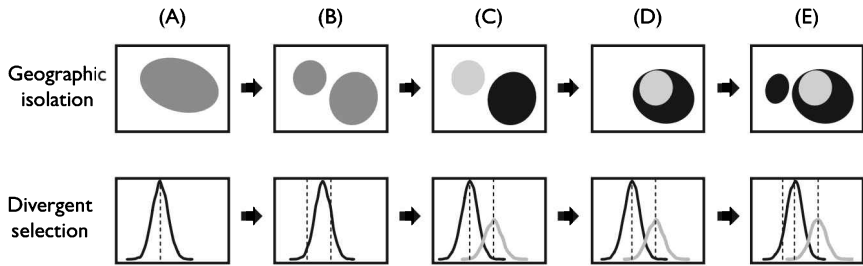 (A) (B) (C) (D) (E)
Geographic
isolation
Divergent
selection